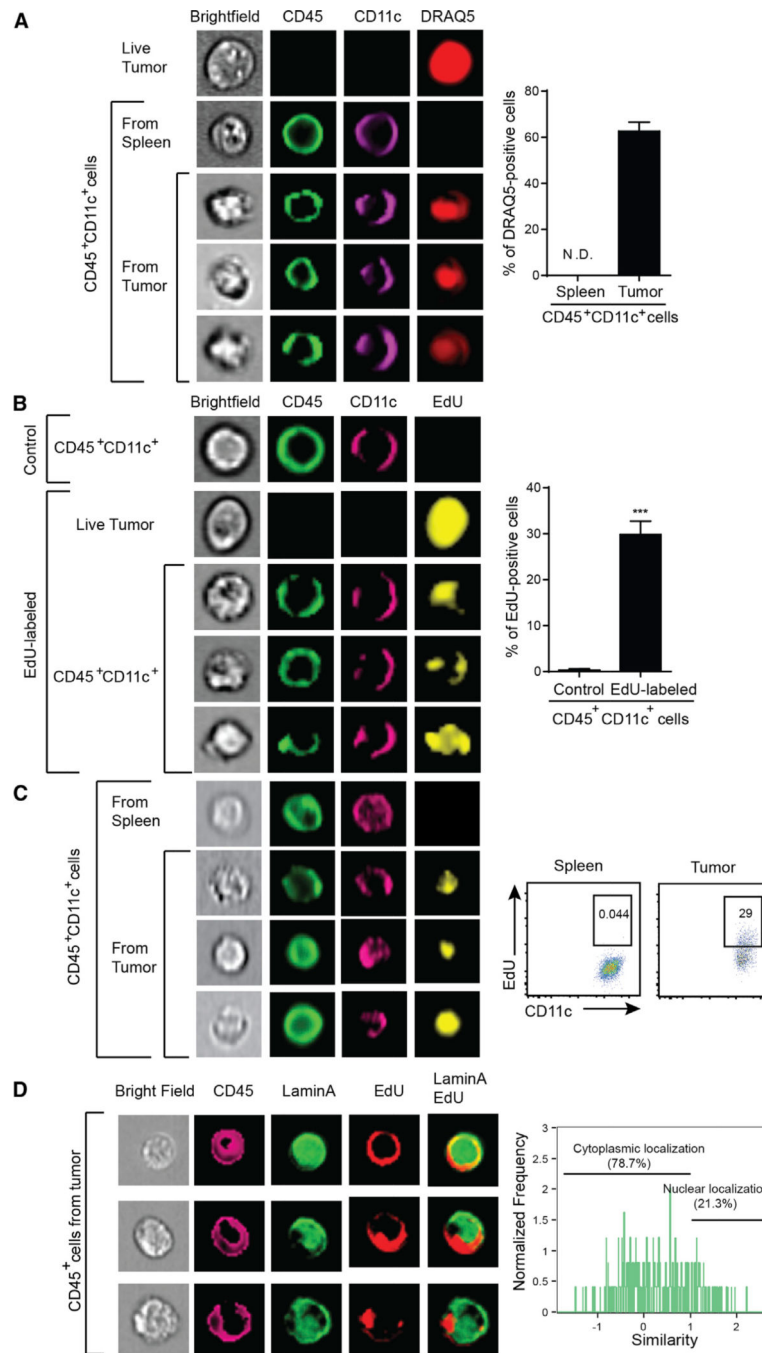 A
Brightfield CD45 CD11c DRAQ5
Live
Tumor
From
Spleen
From
Tumor
CD45+CD11c+cells
% of DRAQ5-positive cells
80
60
40
20
0
N.D.
Spleen Tumor
CD45+CD11c+cells
B
Brightfield CD45 CD11c EdU
Control
CD45+CD11c+
Live Tumor
EdU-labeled
CD45+CD11c+
% of EdU-positive cells
40
30
20
10
0
***
Control EdU-labeled
CD45+ CD11c+ cells
C
From
Spleen
From
Tumor
CD45+CD11c+cells
Spleen Tumor
0.044 29
EdU
CD11c
D
Bright Field CD45 LaminA EdU LaminA
EdU
CD45+cells from tumor
Normalized Frequency
3
2.5
2
1.5
1
0.5
0
Cytoplasmic localization
(78.7%)
Nuclear localization
(21.3%)
-1 0 1 2
Similarity